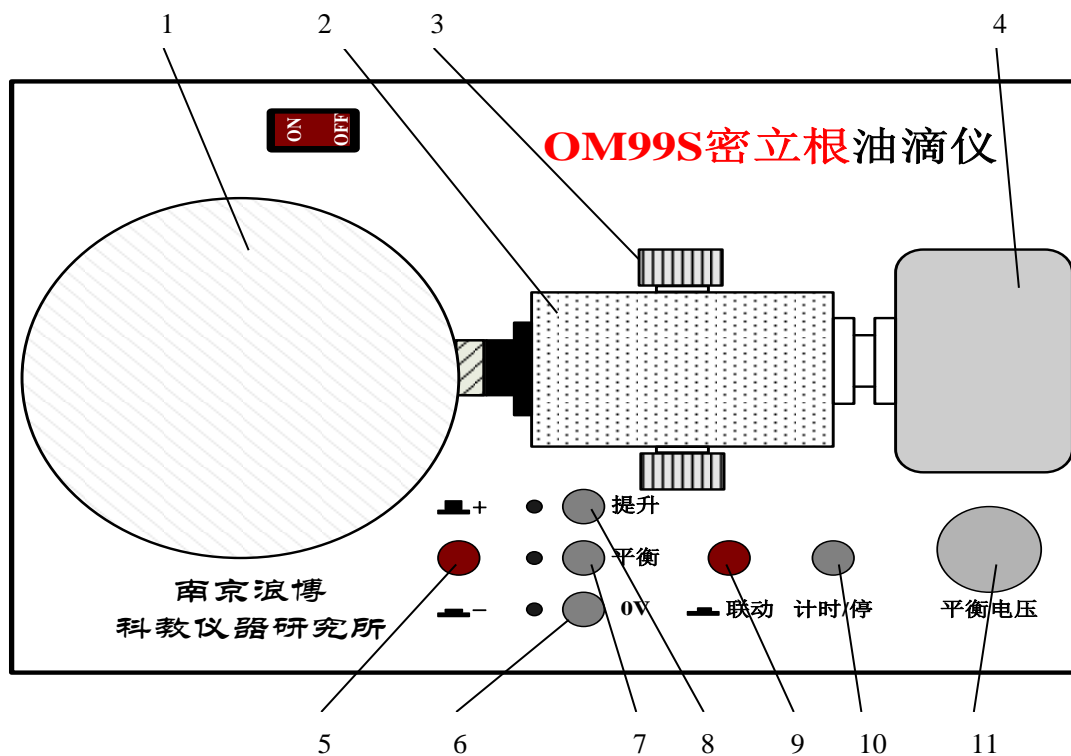 1 2 3 4
ON OFF
OM99S密立根油滴仪
+ 提升
平衡
− 0V 联动 计时/停 平衡电压
南京浪博
科教仪器研究所
5 6 7 8 9 10 11